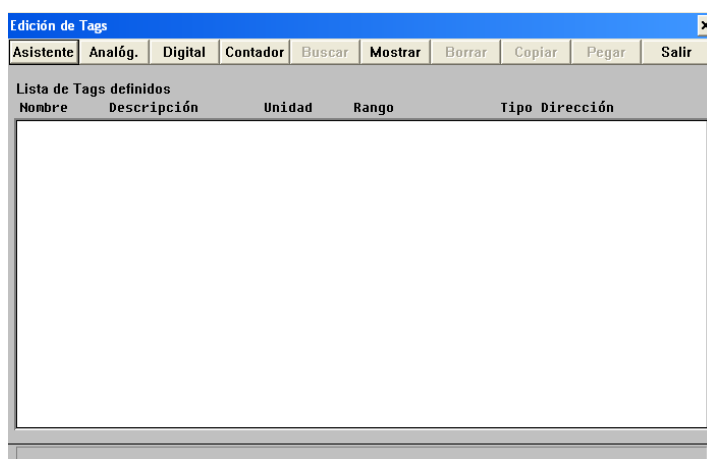 Edición de Tags
Asistente Analóg. Digital Contador Buscar Mostrar Borrar Copiar Pegar Salir
Lista de Tags definidos
Nombre Descripción Unidad Rango Tipo Dirección